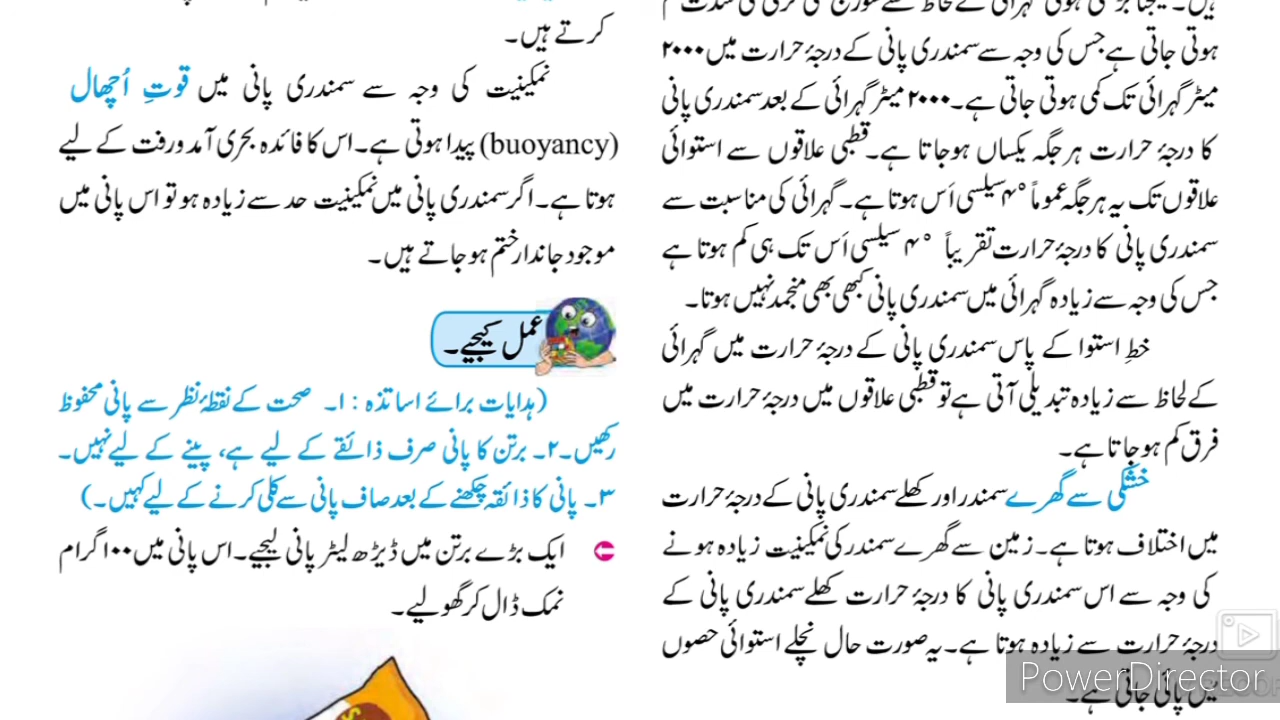 ہوتی جاتی ہے جس کی وجہ سے سمندری پانی کے درجۂ حرارت میں ۲۰۰۰
میٹر گہرائی تک کمی ہوتی جاتی ہے۔ ۲۰۰۰ میٹر گہرائی کے بعد سمندری پانی
کا درجۂ حرارت ہر جگہ یکساں ہوجاتا ہے۔ قطبی علاقوں سے استوائی
علاقوں تک یہ ہر جگہ عموماً ۴° سیلسی اَس ہوتا ہے۔ گہرائی کی مناسبت سے
سمندری پانی کا درجۂ حرارت تقریباً ۴° سیلسی اَس تک ہی کم ہوتا ہے
جس کی وجہ سے زیادہ گہرائی میں سمندری پانی کبھی بھی منجمد نہیں ہوتا۔
خطِ استوا کے پاس سمندری پانی کے درجۂ حرارت میں گہرائی
کے لحاظ سے زیادہ تبدیلی آتی ہے تو قطبی علاقوں میں درجۂ حرارت میں
فرق کم ہوجاتا ہے۔
خشکی سے گھرے سمندر اور کھلے سمندری پانی کے درجۂ حرارت
میں اختلاف ہوتا ہے۔ زمین سے گھرے سمندر کی نمکینیت زیادہ ہونے
کی وجہ سے اس سمندری پانی کا درجۂ حرارت کھلے سمندری پانی کے
درجۂ حرارت سے زیادہ ہوتا ہے۔ یہ صورت حال نچلے استوائی حصوں
میں پائی جاتی ہے۔
کرتے ہیں۔
نمکینیت کی وجہ سے سمندری پانی میں قوتِ اُچھال
(buoyancy) پیدا ہوتی ہے۔ اس کا فائدہ بحری آمد و رفت کے لیے
ہوتا ہے۔ اگر سمندری پانی میں نمکینیت حد سے زیادہ ہو تو اس پانی میں
موجود جاندار ختم ہو جاتے ہیں۔
عمل کیجیے۔
(ہدایات برائے اساتذہ : ۱۔ صحت کے نقطۂ نظر سے پانی محفوظ
رکھیں۔ ۲۔ برتن کا پانی صرف ذائقے کے لیے ہے، پینے کے لیے نہیں۔
۳۔ پانی کا ذائقہ چکھنے کے بعد صاف پانی سے کلی کرنے کے لیے کہیں۔)
ایک بڑے برتن میں ڈیڑھ لیٹر پانی لیجیے۔ اس پانی میں ۱۰۰ گرام
نمک ڈال کر گھولیے۔
PowerDirector